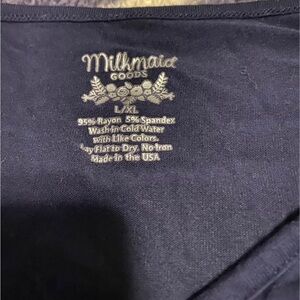 Milkmaid
GOODS
L/XL
95% Rayon 5% Spandex
Wash in Cold Water
With Like Colors.
Lay Flat to Dry. No Iron
Made in the USA